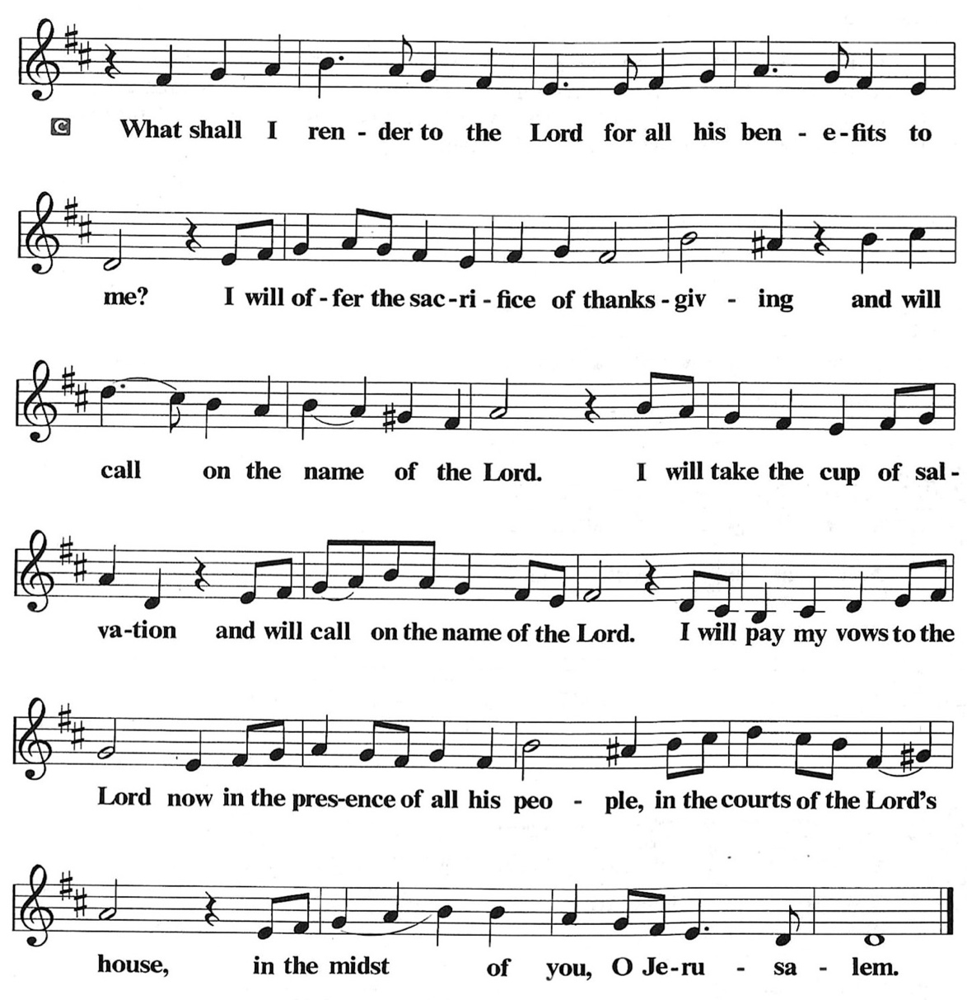 C What shall I ren - der to the Lord for all his ben - e - fits to
me? I will of - fer the sac - ri - fice of thanks - giv - ing and will
call on the name of the Lord. I will take the cup of sal -
va - tion and will call on the name of the Lord. I will pay my vows to the
Lord now in the pres - ence of all his peo - ple, in the courts of the Lord's
house, in the midst of you, O Je - ru - sa - lem.